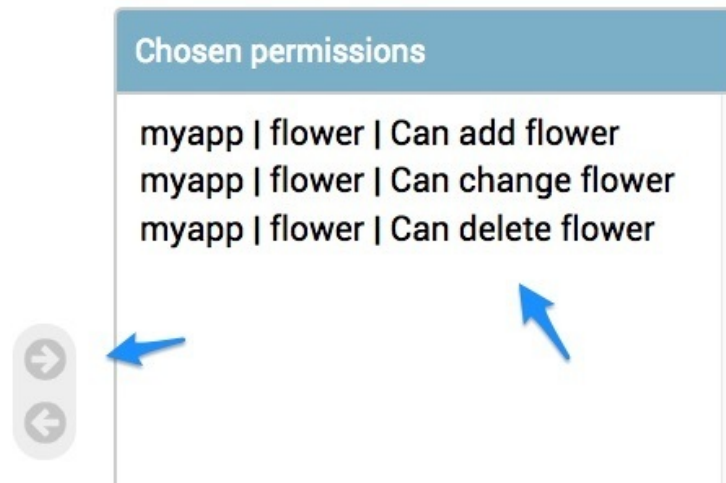 Chosen permissions
myapp | flower | Can add flower
myapp | flower | Can change flower
myapp | flower | Can delete flower